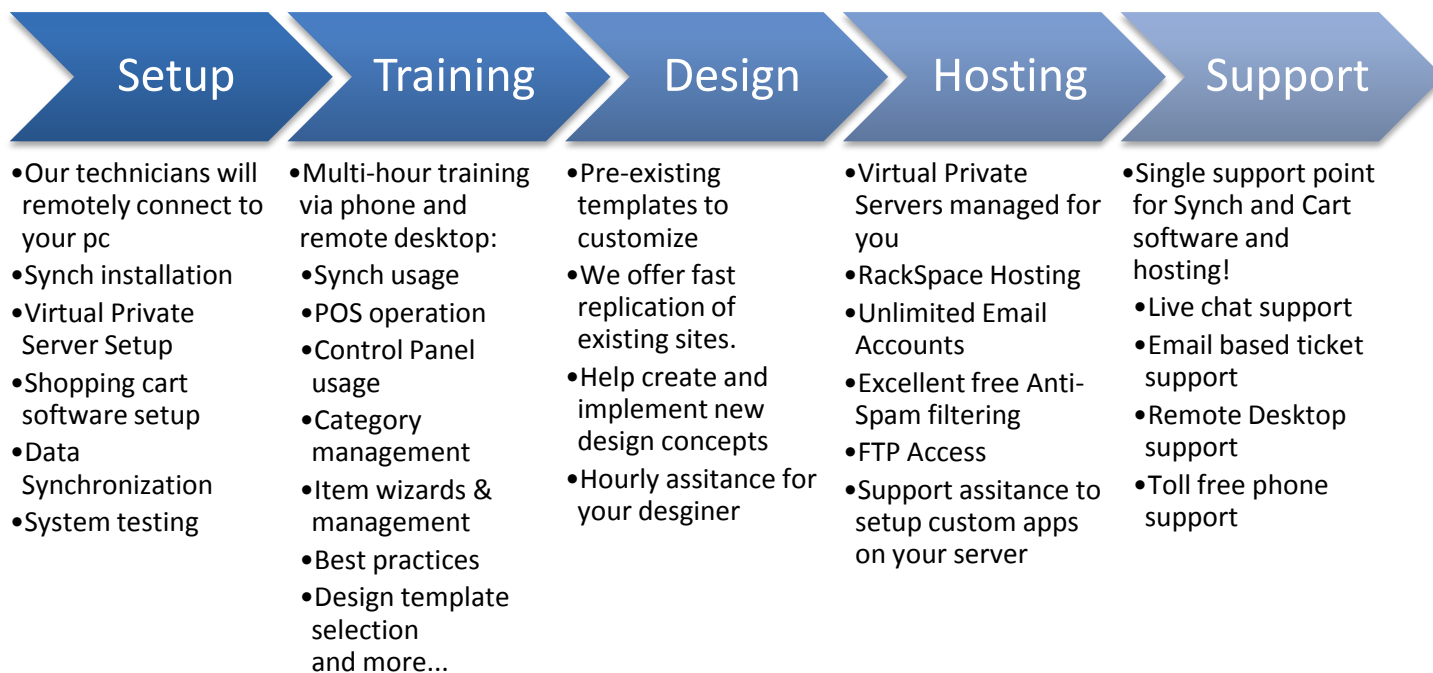 Setup
Training
Design
Hosting
Support
•Our technicians will
remotely connect to
your pc
•Synch installation
•Virtual Private
Server Setup
•Shopping cart
software setup
•Data
Synchronization
•System testing
•Multi-hour training
via phone and
remote desktop:
•Synch usage
•POS operation
•Control Panel
usage
•Category
management
•Item wizards &
management
•Best practices
•Design template
selection
and more...
•Pre-existing
templates to
customize
•We offer fast
replication of
existing sites.
•Help create and
implement new
design concepts
•Hourly assitance for
your desginer
•Virtual Private
Servers managed for
you
•RackSpace Hosting
•Unlimited Email
Accounts
•Excellent free Anti-
Spam filtering
•FTP Access
•Support assitance to
setup custom apps
on your server
•Single support point
for Synch and Cart
software and
hosting!
•Live chat support
•Email based ticket
support
•Remote Desktop
support
•Toll free phone
support